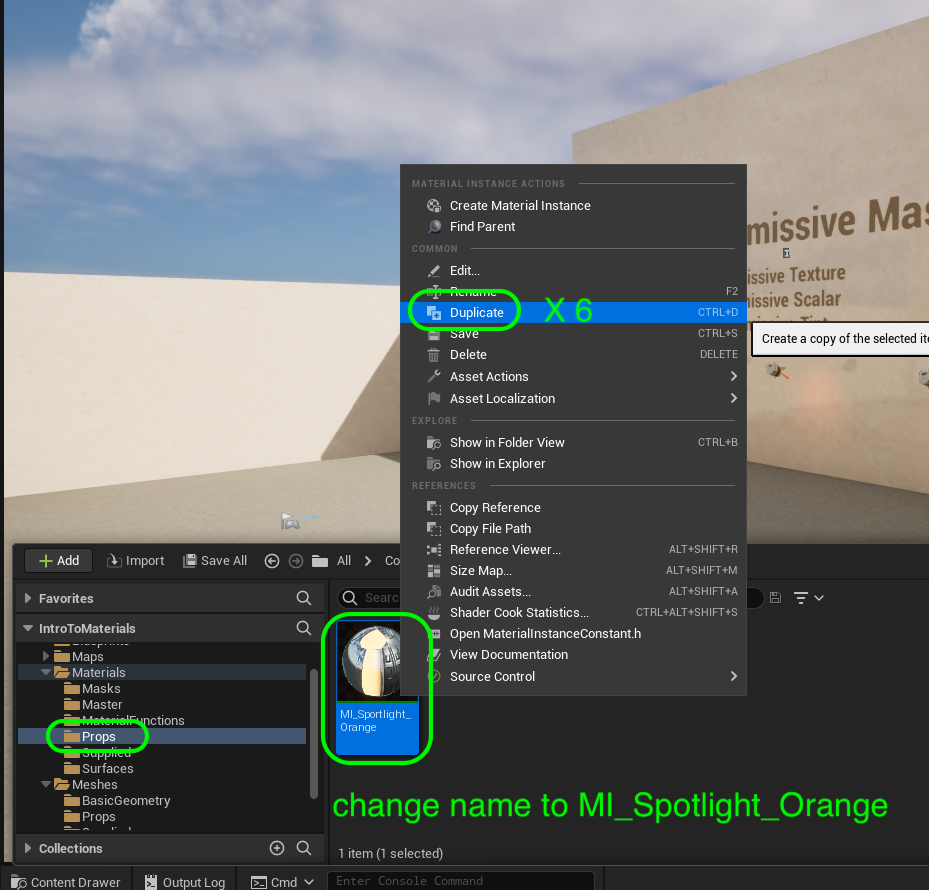 missive Mas
issive Texture
issive Scalar
MATERIAL INSTANCE ACTIONS
Create Material Instance
Find Parent
COMMON
Edit...
Rename F2
Duplicate CTRL+D
X 6
Save CTRL+S
Create a copy of the selected ite
Delete DELETE
Asset Actions
Asset Localization
EXPLORE
Show in Folder View CTRL+B
Show in Explorer
REFERENCES
Copy Reference
Copy File Path
Reference Viewer... ALT+SHIFT+R
Size Map... ALT+SHIFT+M
Audit Assets... ALT+SHIFT+A
Shader Cook Statistics... CTRL+ALT+SHIFT+S
Open MaterialInstanceConstant.h
View Documentation
Source Control
Add Import Save All All Co
Favorites
Searc
IntroToMaterials
Blueprints
Maps
Materials
Masks
Master
MaterialFunctions
Props
Supplied
Surfaces
Meshes
BasicGeometry
Props
MI_Sportlight_
Orange
change name to MI_Spotlight_Orange
Collections
1 item (1 selected)
Content Drawer Output Log Cmd Enter Console Command